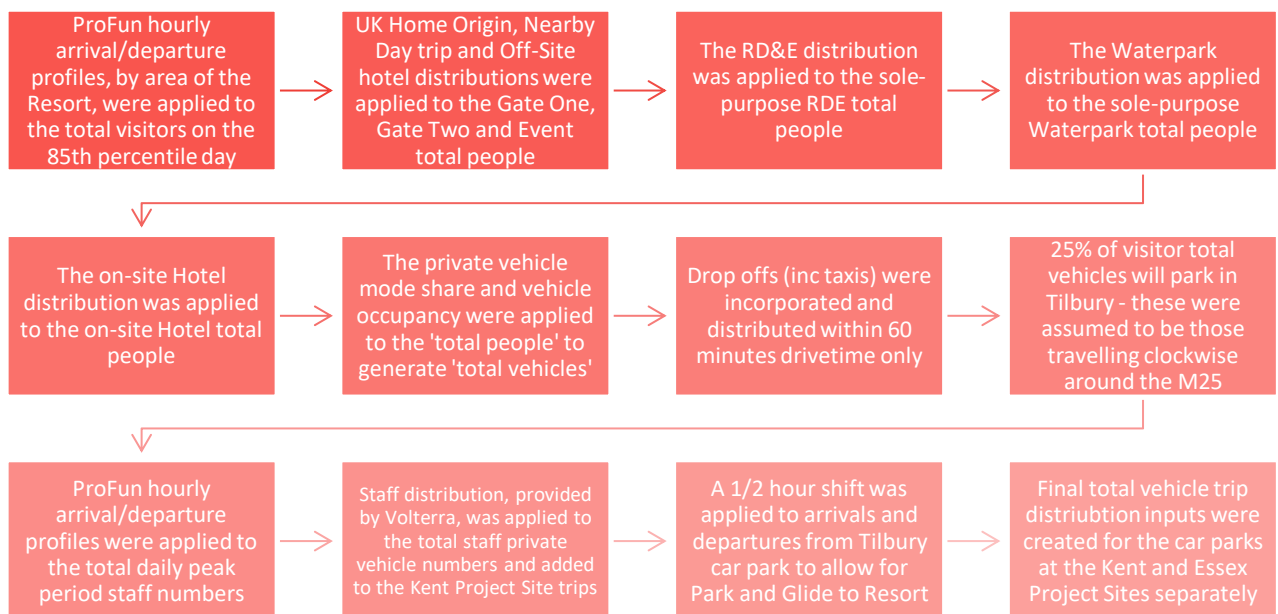 ProFun hourly
arrival/departure
profiles, by area of the
Resort, were applied to
the total visitors on the
85th percentile day
UK Home Origin, Nearby
Day trip and Off-Site
hotel distributions were
applied to the Gate One,
Gate Two and Event
total people
The RD&E distribution
was applied to the sole-
purpose RDE total
people
The Waterpark
distribution was applied
to the sole-purpose
Waterpark total people
The on-site Hotel
distribution was applied
to the on-site Hotel total
people
The private vehicle
mode share and vehicle
occupancy were applied
to the 'total people' to
generate 'total vehicles'
Drop offs (inc taxis) were
incorporated and
distributed within 60
minutes drivetime only
25% of visitor total
vehicles will park in
Tilbury - these were
assumed to be those
travelling clockwise
around the M25
ProFun hourly
arrival/departure
profiles were applied to
the total daily peak
period staff numbers
Staff distribution, provided
by Volterra, was applied to
the total staff private
vehicle numbers and added
to the Kent Project Site trips
A 1/2 hour shift was
applied to arrivals and
departures from Tilbury
car park to allow for
Park and Glide to Resort
Final total vehicle trip
distriubtion inputs were
created for the car parks
at the Kent and Essex
Project Sites separately